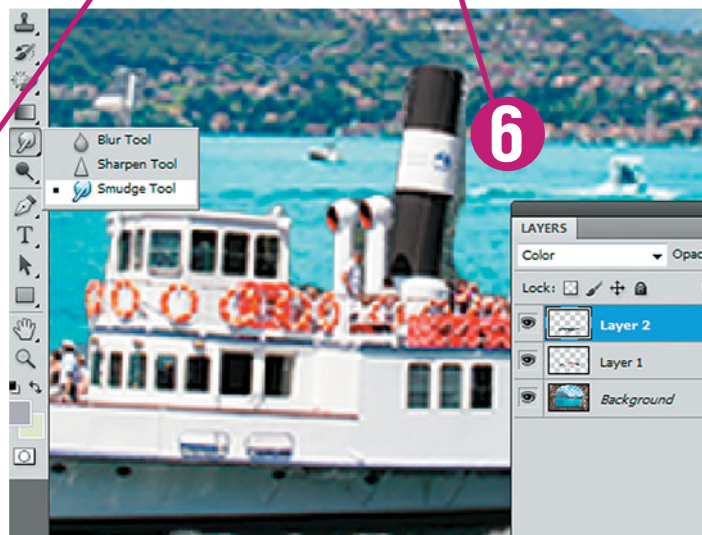 6
Blur Tool
Sharpen Tool
Smudge Tool
T
LAYERS
Color Opac
Lock:
Layer 2
Layer 1
Background